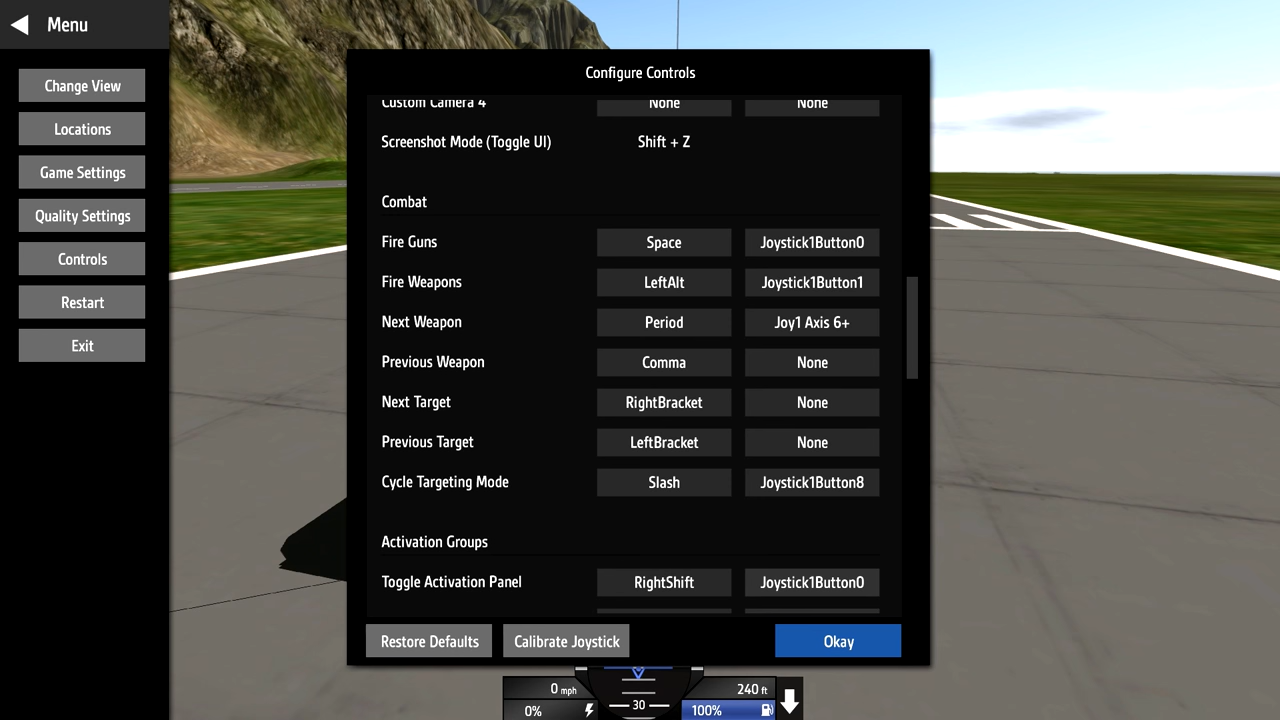 Menu
Change View
Locations
Game Settings
Quality Settings
Controls
Restart
Exit
Configure Controls
Custom Camera 4 None None
Screenshot Mode (Toggle UI) Shift + Z
Combat
Fire Guns Space Joystick1Button0
Fire Weapons LeftAlt Joystick1Button1
Next Weapon Period Joy1 Axis 6+
Previous Weapon Comma None
Next Target RightBracket None
Previous Target LeftBracket None
Cycle Targeting Mode Slash Joystick1Button8
Activation Groups
Toggle Activation Panel RightShift Joystick1Button0
Restore Defaults Calibrate Joystick Okay
0 mph 240 ft
0% 30 100%